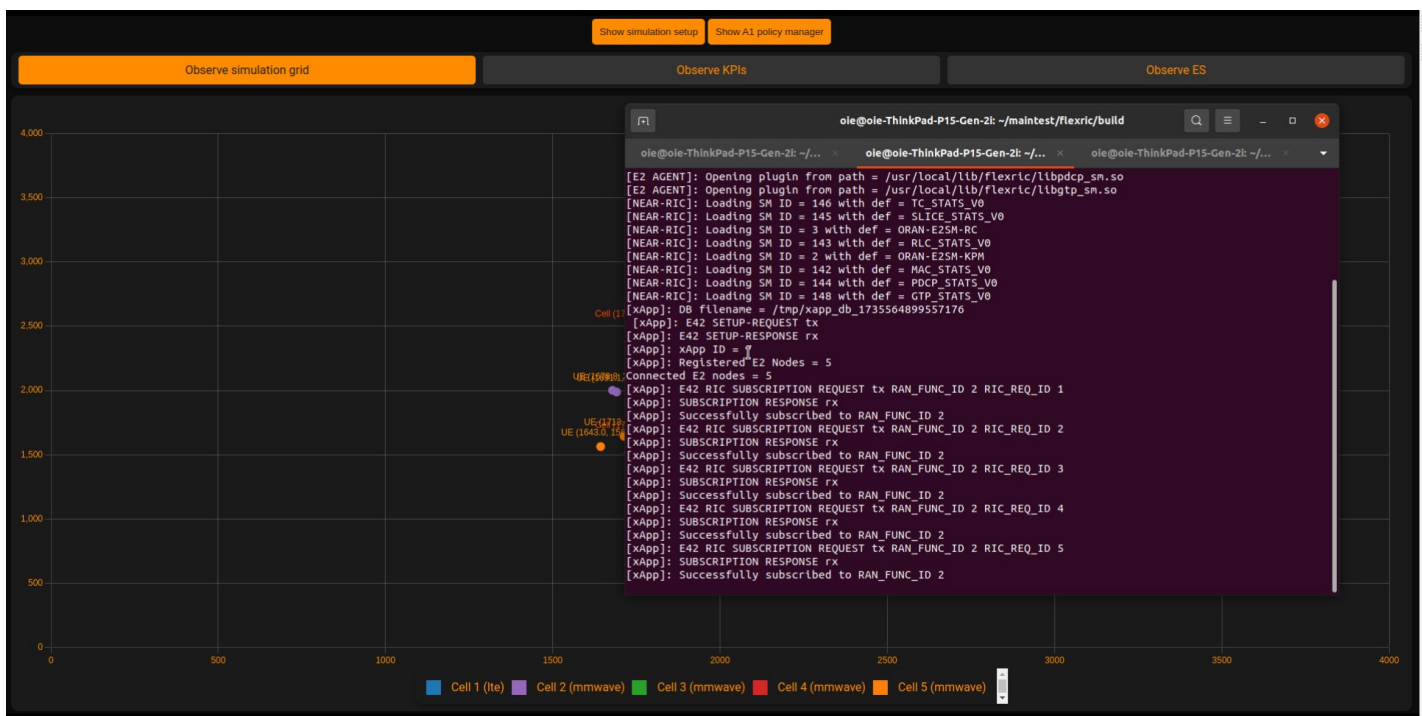 Show simulation setup
Show A1 policy manager
Observe simulation grid
Observe KPIs
Observe ES
oie@oie-ThinkPad-P15-Gen-2i: ~/maintest/flexric/build
oie@oie-ThinkPad-P15-Gen-2i: ~/...
oie@oie-ThinkPad-P15-Gen-2i: ~/...
oie@oie-ThinkPad-P15-Gen-2i: ~/...
[E2 AGENT]: Opening plugin from path = /usr/local/lib/flexric/libpdcp_sm.so
[E2 AGENT]: Opening plugin from path = /usr/local/lib/flexric/libgtp_sm.so
[NEAR-RIC]: Loading SM ID = 146 with def = TC_STATS_V0
[NEAR-RIC]: Loading SM ID = 145 with def = SLICE_STATS_V0
[NEAR-RIC]: Loading SM ID = 3 with def = ORAN-E2SM-RC
[NEAR-RIC]: Loading SM ID = 143 with def = RLC_STATS_V0
[NEAR-RIC]: Loading SM ID = 2 with def = ORAN-E2SM-KPM
[NEAR-RIC]: Loading SM ID = 142 with def = MAC_STATS_V0
[NEAR-RIC]: Loading SM ID = 144 with def = PDCP_STATS_V0
[NEAR-RIC]: Loading SM ID = 148 with def = GTP_STATS_V0
[xApp]: DB filename = /tmp/xapp_db_1735564899557176
[xApp]: E42 SETUP-REQUEST tx
[xApp]: E42 SETUP-RESPONSE rx
[xApp]: xApp ID =
[xApp]: Registered E2 Nodes = 5
Connected E2 nodes = 5
[xApp]: E42 RIC SUBSCRIPTION REQUEST tx RAN_FUNC_ID 2 RIC_REQ_ID 1
[xApp]: SUBSCRIPTION RESPONSE rx
[xApp]: Successfully subscribed to RAN_FUNC_ID 2
[xApp]: E42 RIC SUBSCRIPTION REQUEST tx RAN_FUNC_ID 2 RIC_REQ_ID 2
[xApp]: SUBSCRIPTION RESPONSE rx
[xApp]: Successfully subscribed to RAN_FUNC_ID 2
[xApp]: E42 RIC SUBSCRIPTION REQUEST tx RAN_FUNC_ID 2 RIC_REQ_ID 3
[xApp]: SUBSCRIPTION RESPONSE rx
[xApp]: Successfully subscribed to RAN_FUNC_ID 2
[xApp]: E42 RIC SUBSCRIPTION REQUEST tx RAN_FUNC_ID 2 RIC_REQ_ID 4
[xApp]: SUBSCRIPTION RESPONSE rx
[xApp]: Successfully subscribed to RAN_FUNC_ID 2
[xApp]: E42 RIC SUBSCRIPTION REQUEST tx RAN_FUNC_ID 2 RIC_REQ_ID 5
[xApp]: SUBSCRIPTION RESPONSE rx
[xApp]: Successfully subscribed to RAN_FUNC_ID 2
4,000
3,500
3,000
2,500
2,000
1,500
1,000
500
0
Cell (17
UE (1713.
UE (1643.0, 15
0
500
1000
1500
2000
2500
3000
3500
4000
Cell 1 (lte)
Cell 2 (mmwave)
Cell 3 (mmwave)
Cell 4 (mmwave)
Cell 5 (mmwave)